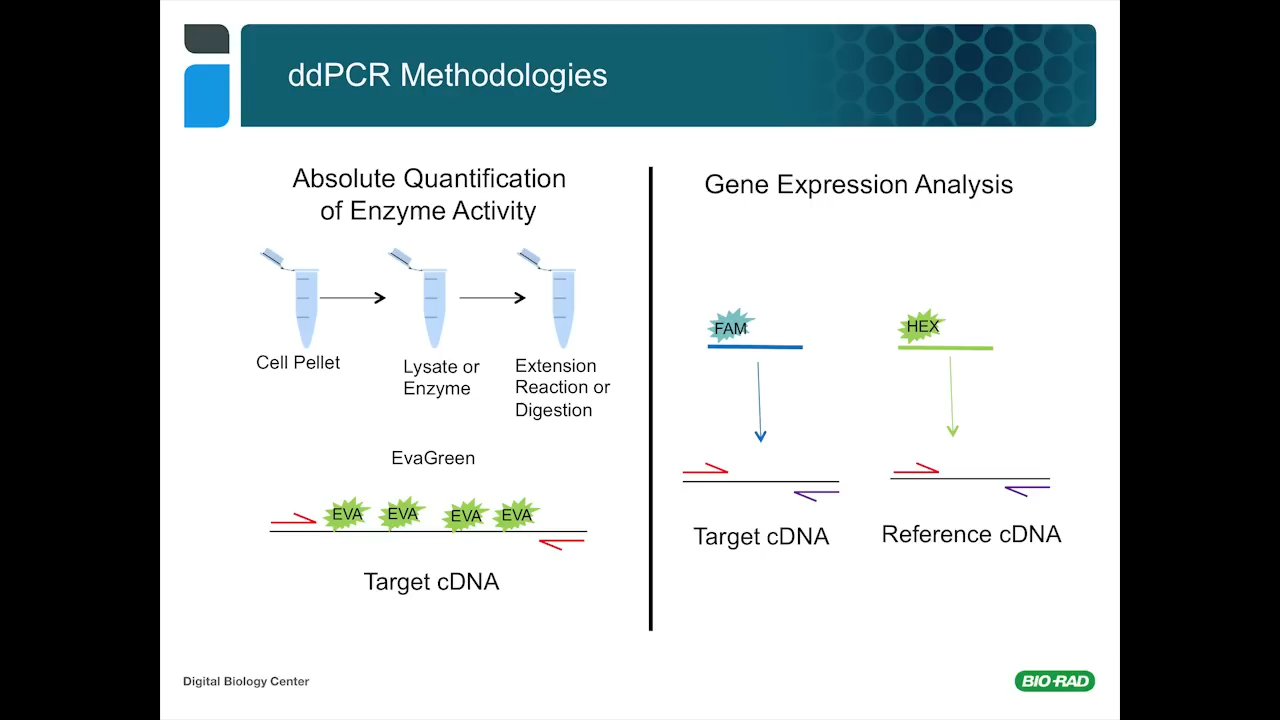 ddPCR Methodologies
Absolute Quantification
of Enzyme Activity
Cell Pellet
Lysate or
Enzyme
Extension
Reaction or
Digestion
EvaGreen
EVA
EVA
EVA
EVA
Target cDNA
Gene Expression Analysis
FAM
HEX
Target cDNA
Reference cDNA
Digital Biology Center
BIO-RAD